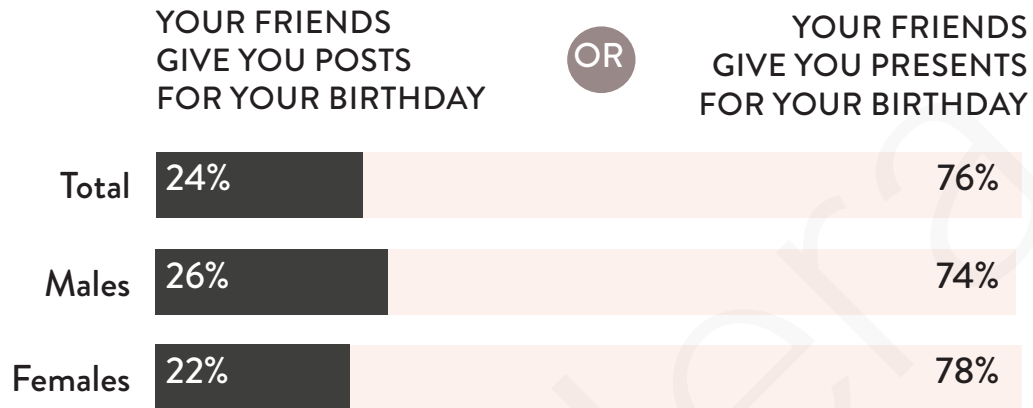 YOUR FRIENDS
GIVE YOU POSTS
FOR YOUR BIRTHDAY
OR
YOUR FRIENDS
GIVE YOU PRESENTS
FOR YOUR BIRTHDAY
Total 24% 76%
Males 26% 74%
Females 22% 78%